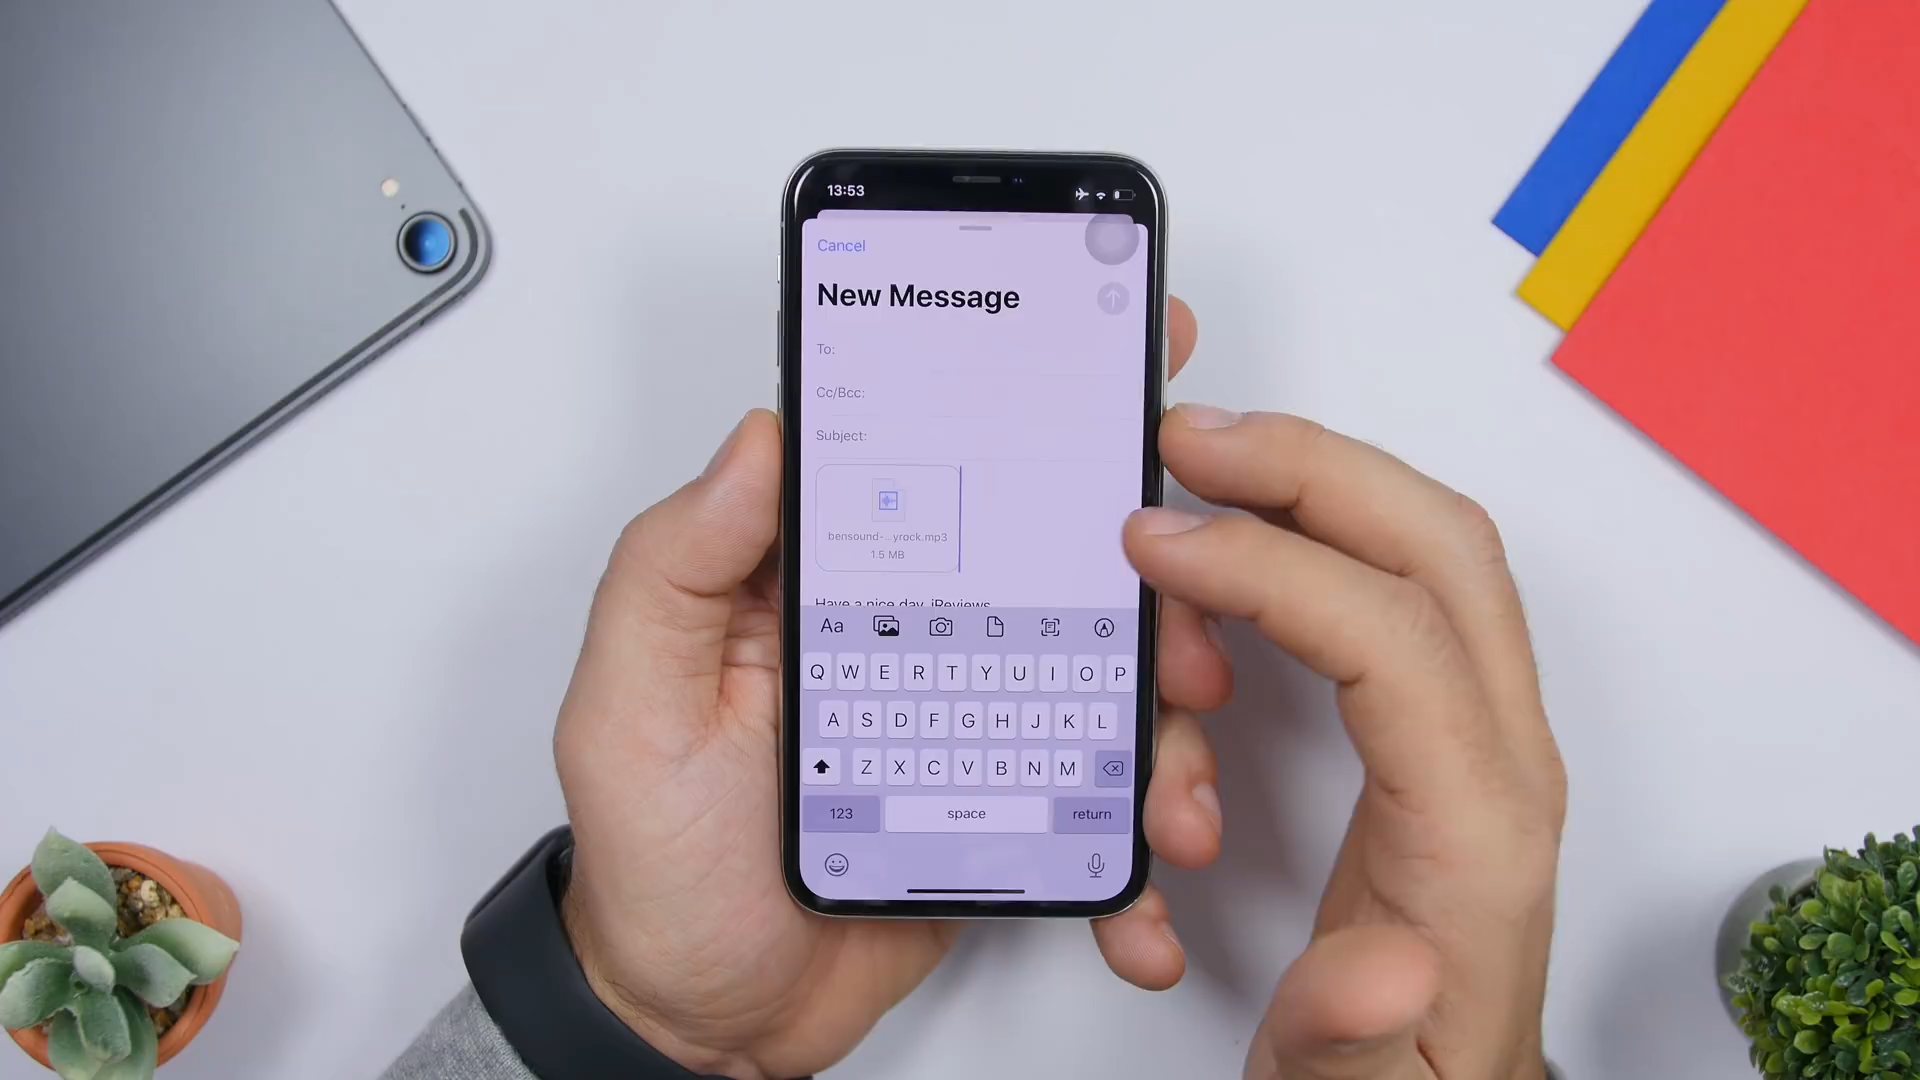 13:53
Cancel
New Message
To:
Cc/Bcc:
Subject:
bensound-...yrock.mp3
1.5 MB
Have a nice day, iReviews
Aa
Q W E R T Y U I O P
A S D F G H J K L
Z X C V B N M
123 space return